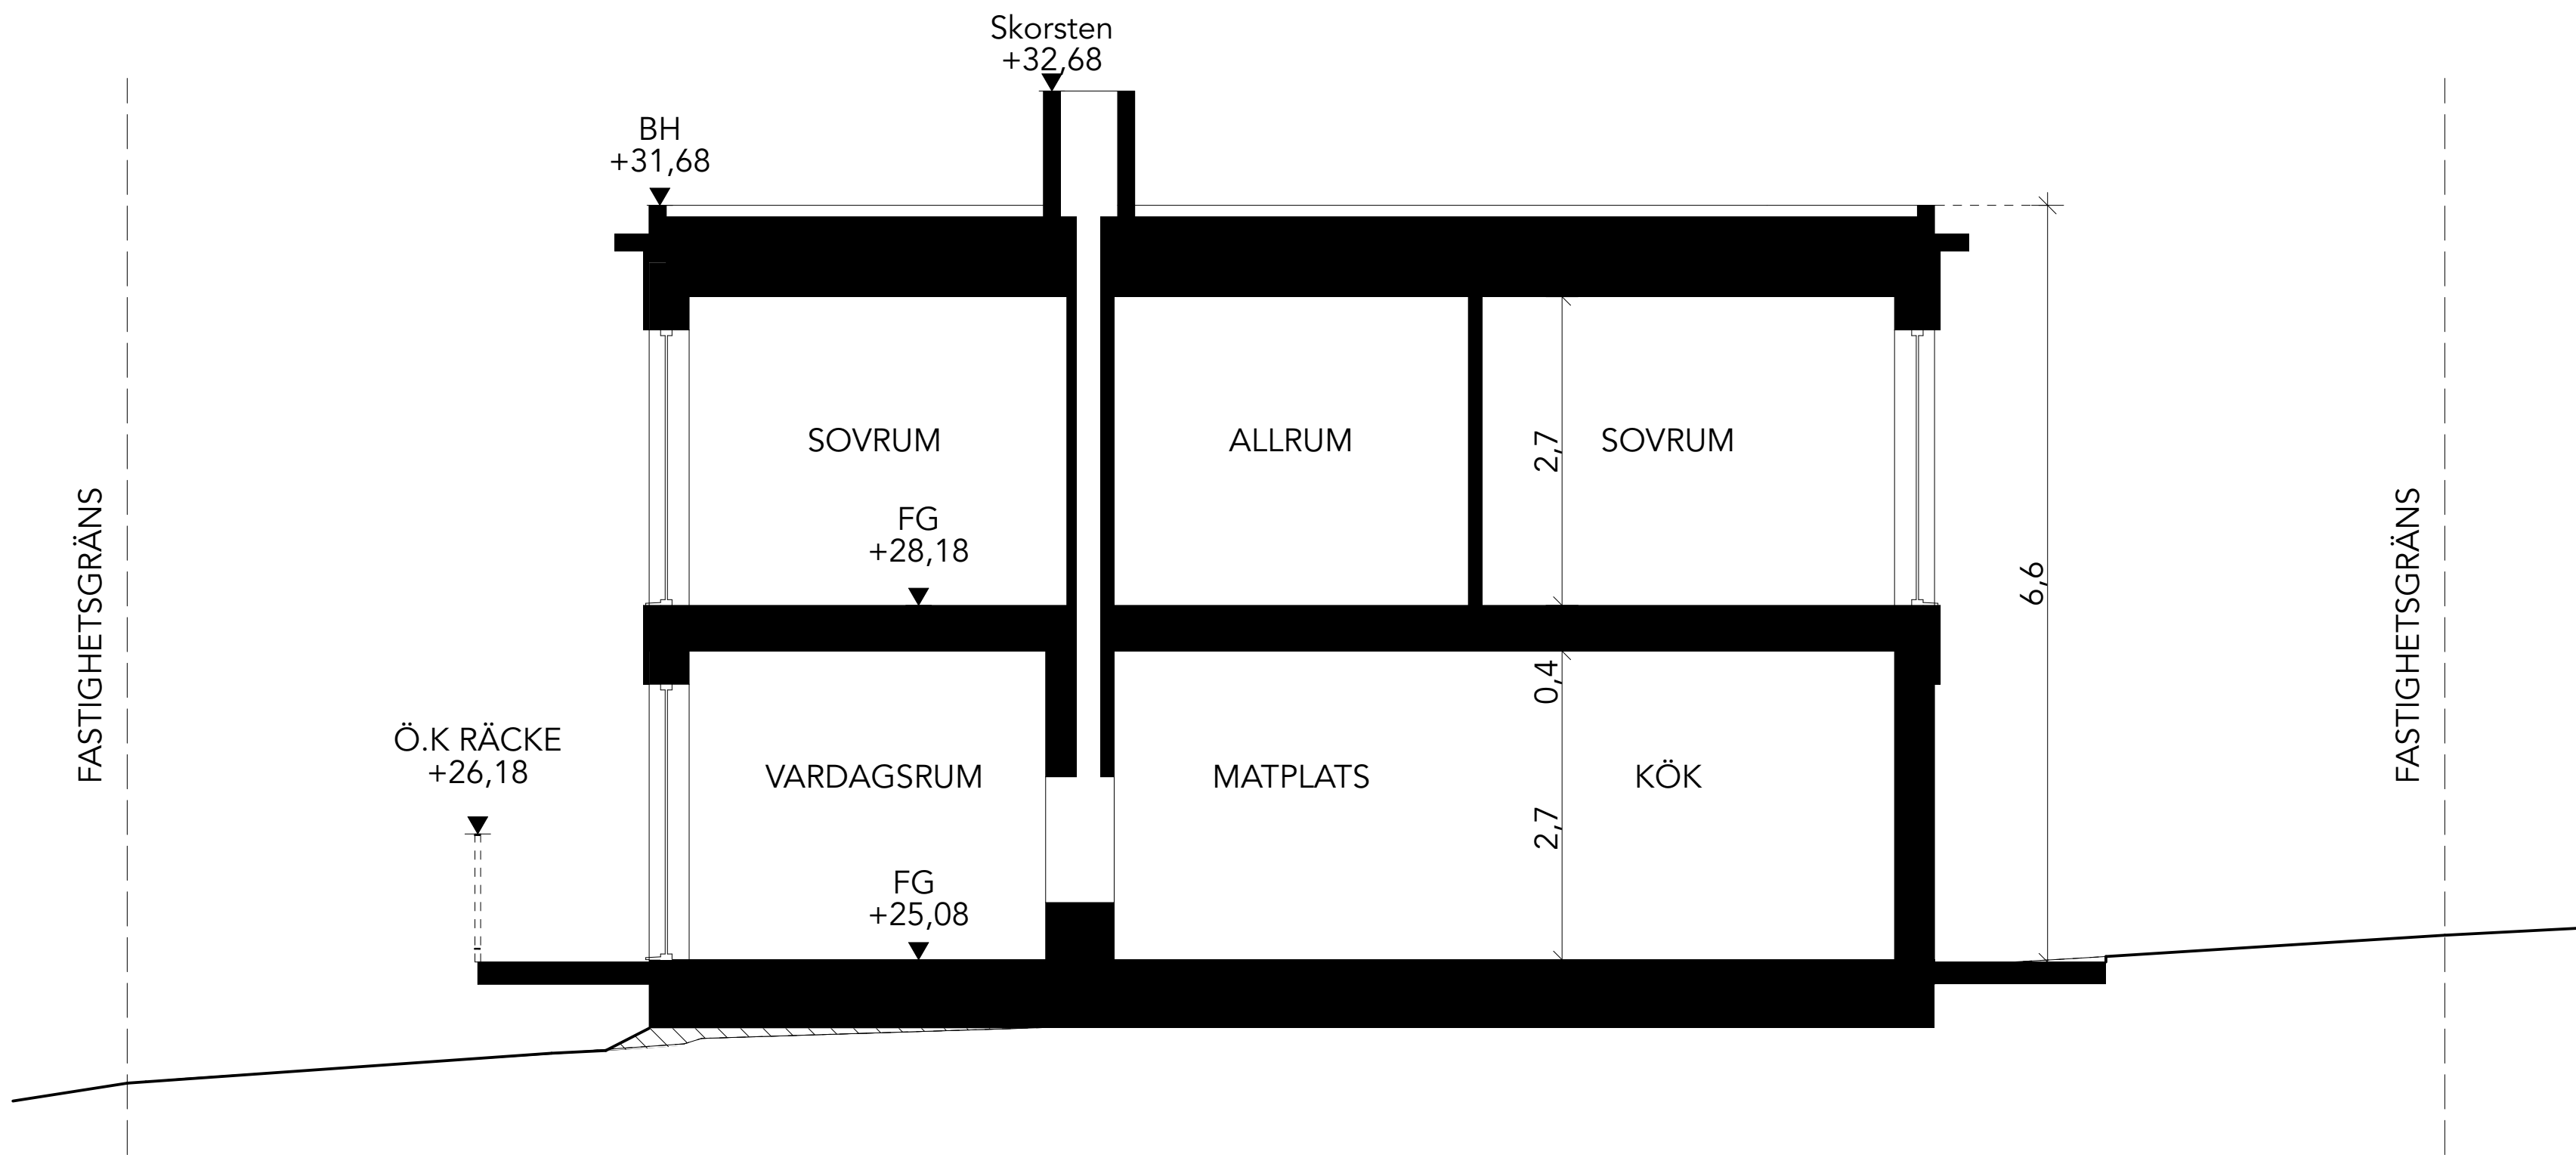 Skorsten
+32,68
BH
+31,68
SOVRUM
ALLRUM
2,7
SOVRUM
FG
+28,18
6,6
FASTIGHETSGRÄNS
FASTIGHETSGRÄNS
0,4
Ö.K RÄCKE
+26,18
VARDAGSRUM
MATPLATS
KÖK
2,7
FG
+25,08